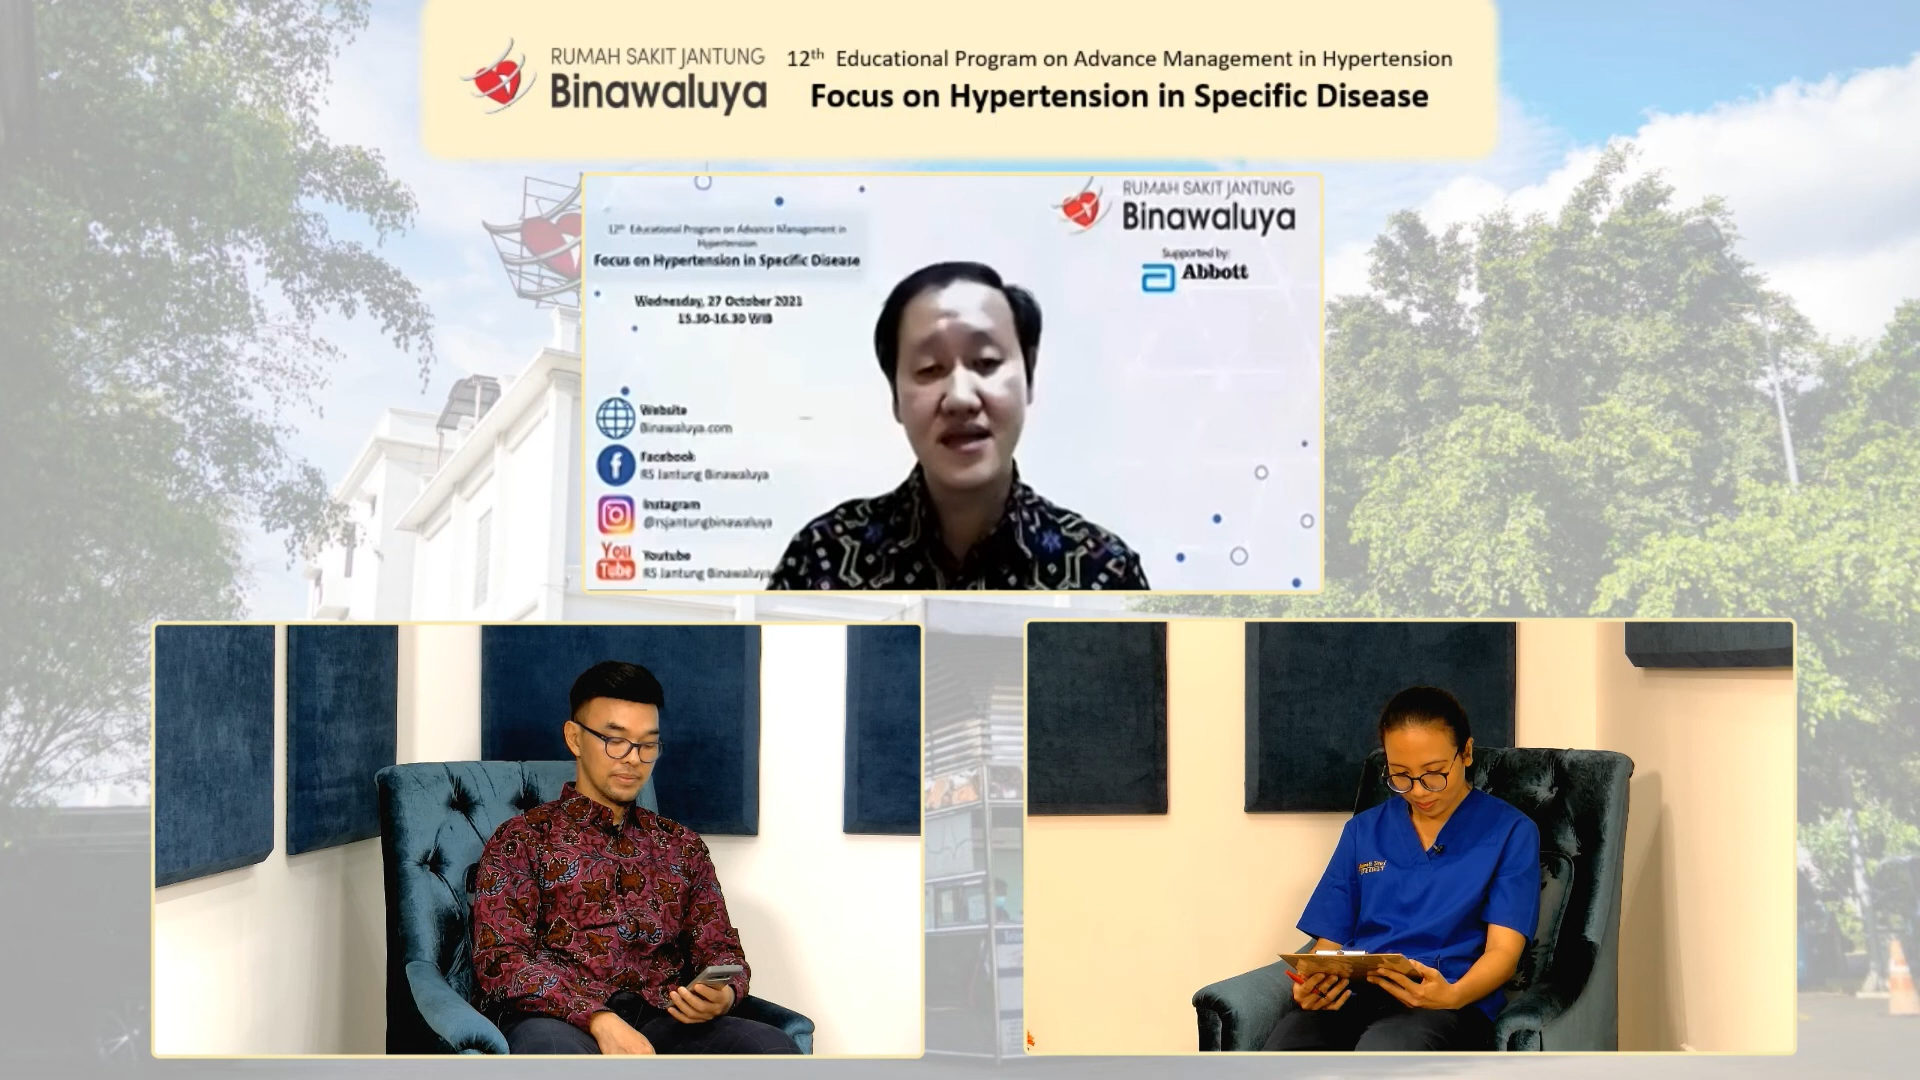 RUMAH SAKIT JANTUNG
Binawaluya
12th Educational Program on Advance Management in Hypertension
Focus on Hypertension in Specific Disease
12th Educational Program on Advance Management in
Hypertension
Focus on Hypertension in Specific Disease
Wednesday, 27 October 2021
15.30-16.30 WIB
RUMAH SAKIT JANTUNG
Binawaluya
Supported by:
Abbott
Website
Binawaluya.com
Facebook
RS Jantung Binawaluya
Instagram
@rsjantungbinawaluya
You
Tube
Youtube
RS Jantung Binawaluya